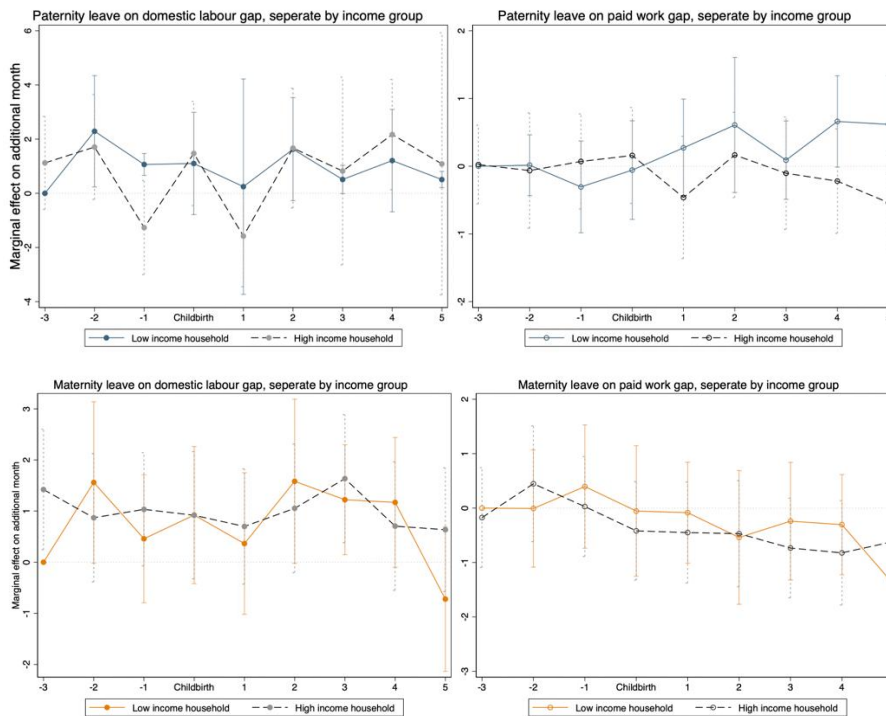 Paternity leave on domestic labour gap, seperate by income group
Marginal effect on additional month
6
4
2
0
-2
-4
-3
-2
-1
Childbirth
1
2
3
4
5
Low income household
High income household
Paternity leave on paid work gap, seperate by income group
2
1
0
-1
-2
-3
-2
-1
Childbirth
1
2
3
4
Low income household
High income household
Maternity leave on domestic labour gap, seperate by income group
Marginal effect on additional month
3
2
1
0
-1
-2
-3
-2
-1
Childbirth
1
2
3
4
5
Low income household
High income household
Maternity leave on paid work gap, seperate by income group
2
1
0
-1
-2
-3
-3
-2
-1
Childbirth
1
2
3
4
Low income household
High income household